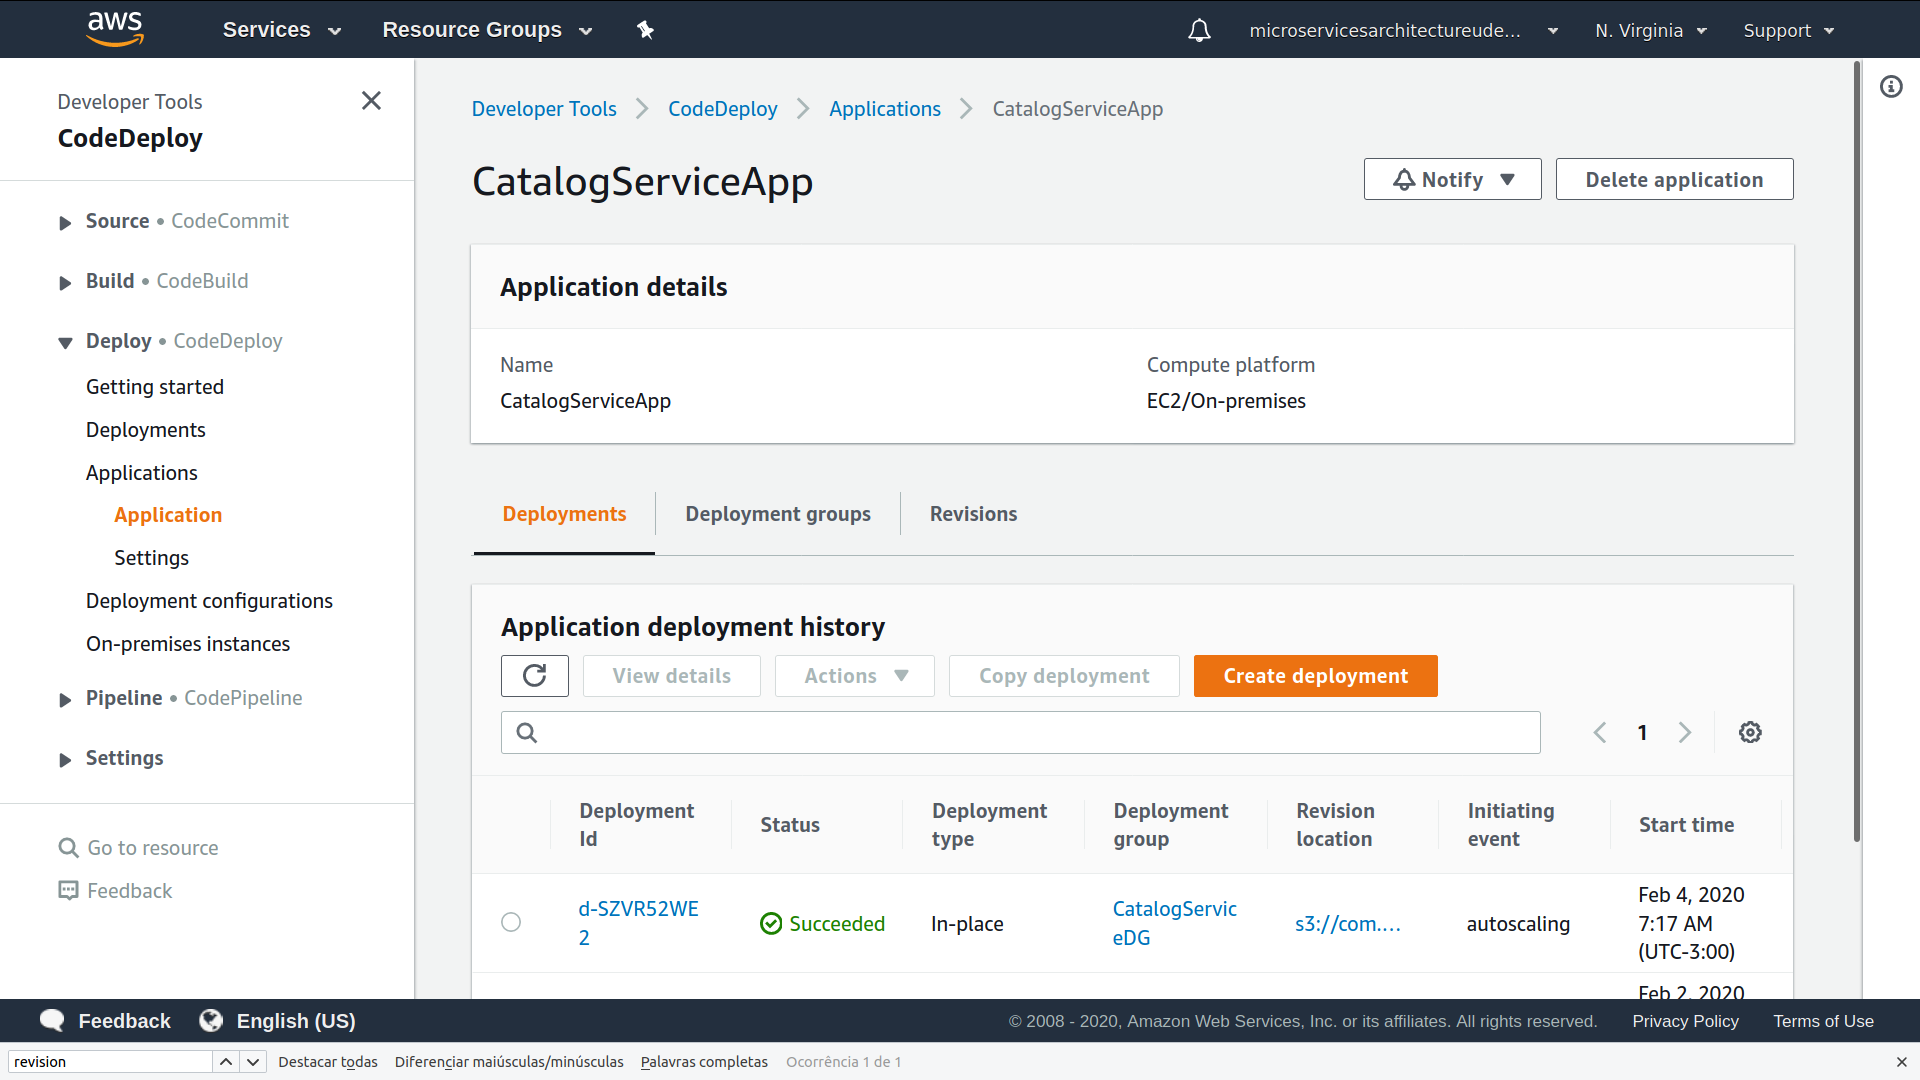 aws Services Resource Groups microservicesarchitectureude... N. Virginia Support
Developer Tools
CodeDeploy
Source • CodeCommit
Build • CodeBuild
Deploy • CodeDeploy
Getting started
Deployments
Applications
Application
Settings
Deployment configurations
On-premises instances
Pipeline • CodePipeline
Settings
Go to resource
Feedback
Developer Tools CodeDeploy Applications CatalogServiceApp
CatalogServiceApp
Notify Delete application
Application details
Name
CatalogServiceApp
Compute platform
EC2/On-premises
Deployments Deployment groups Revisions
Application deployment history
View details Actions Copy deployment Create deployment
1
Deployment
Id
Status
Deployment
type
Deployment
group
Revision
location
Initiating
event
Start time
d-SZVR52WE
2
Succeeded
In-place
CatalogServic
eDG
s3://com....
autoscaling
Feb 4, 2020
7:17 AM
(UTC-3:00)
Feb 2, 2020
Feedback English (US) © 2008 - 2020, Amazon Web Services, Inc. or its affiliates. All rights reserved. Privacy Policy Terms of Use
revision Destacar todas Diferenciar maiúsculas/minúsculas Palavras completas Ocorrência 1 de 1